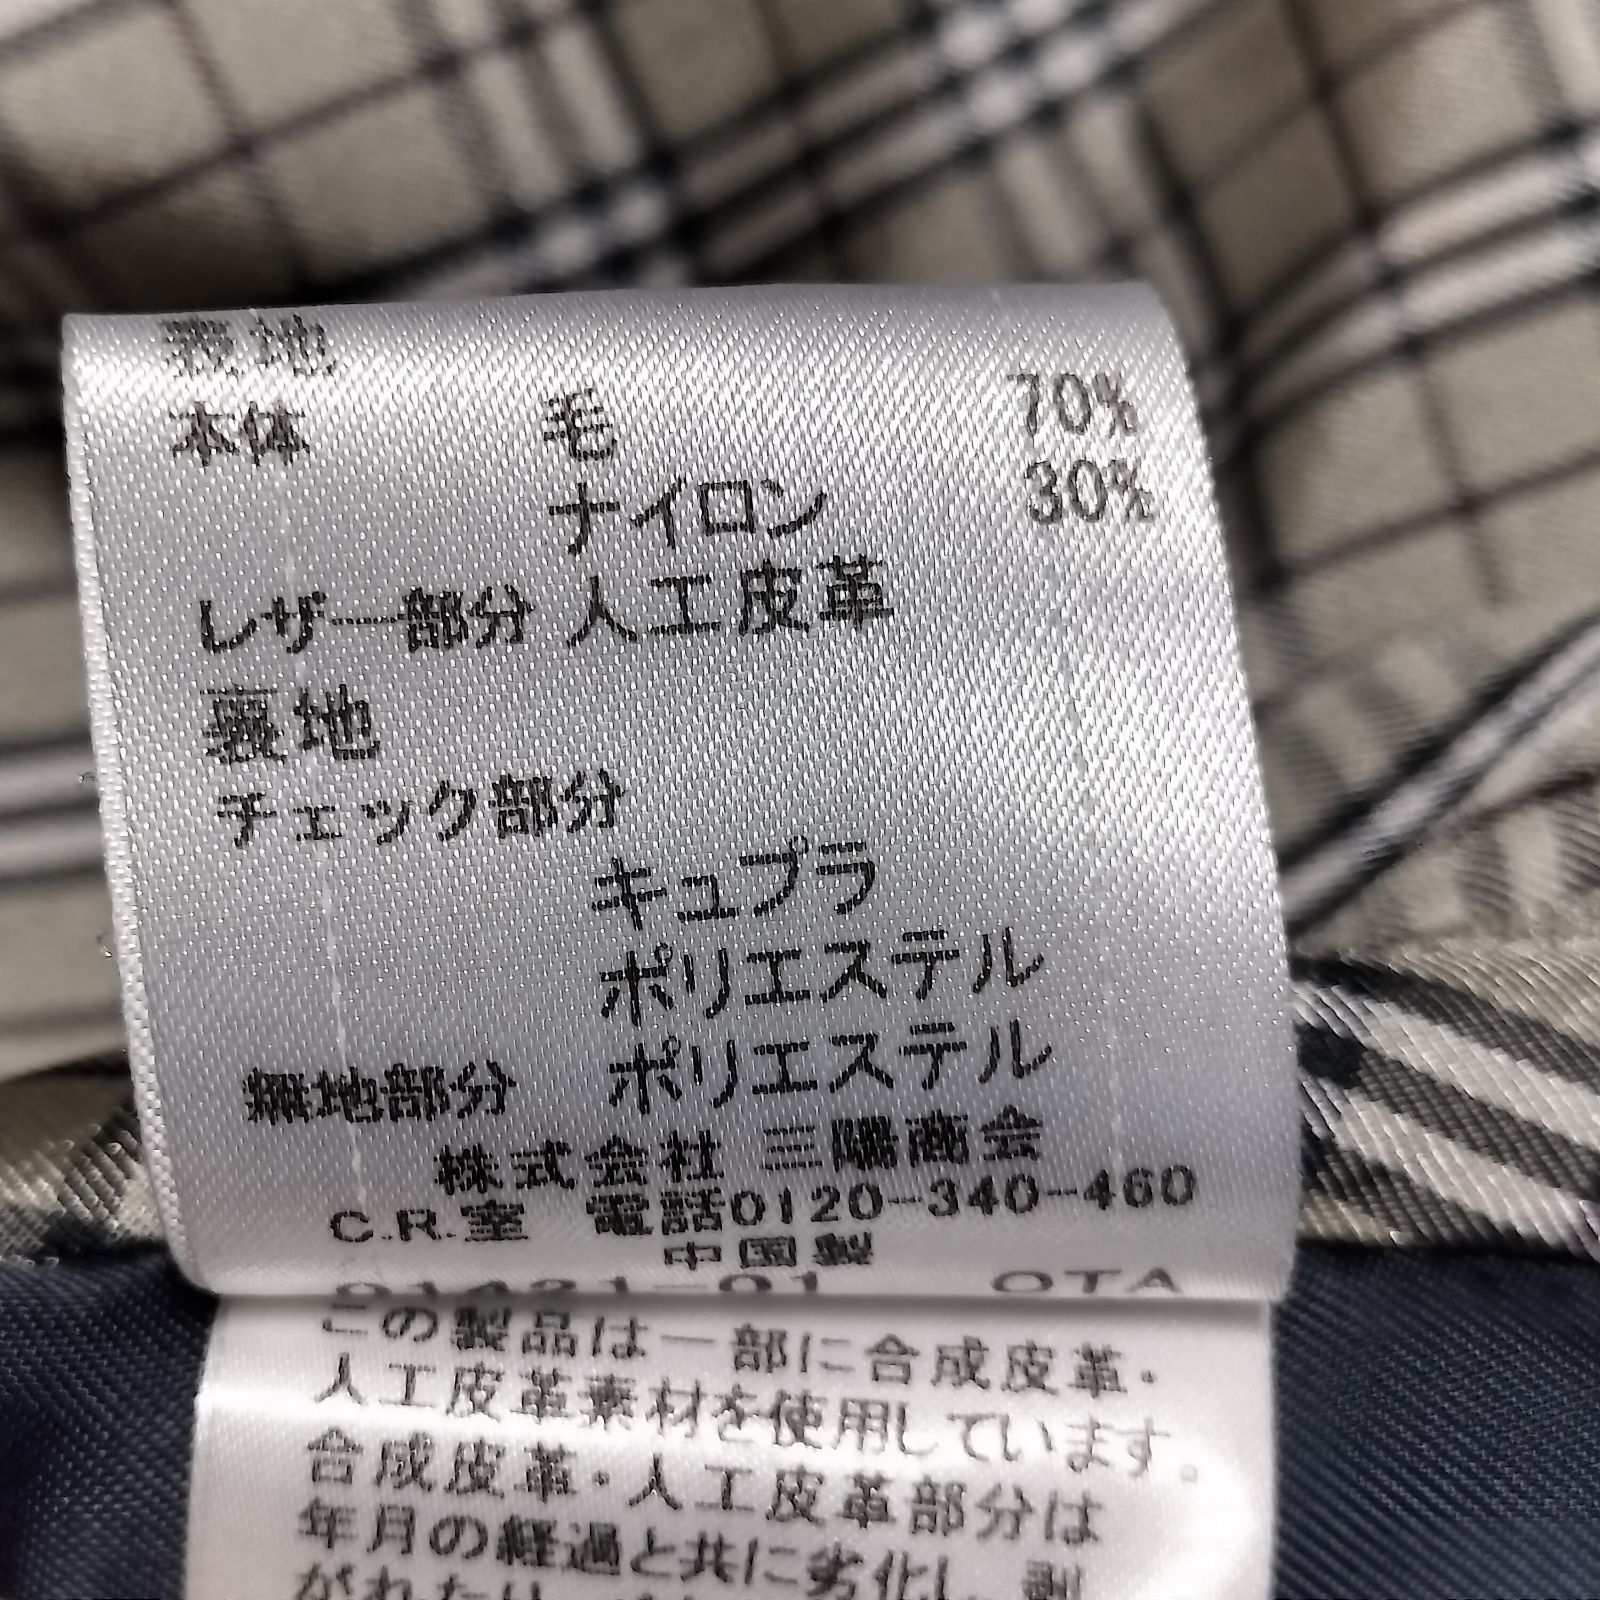 表地
本体 毛 70%
ナイロン 30%
レザー部分 人工皮革
裏地
チェック部分
キュプラ
ポリエステル
無地部分 ポリエステル
株式会社 三陽商会
C.R.室 電話0120-340-460
中国製
01421-01 OTA
この製品は一部に合成皮革・
人工皮革素材を使用しています。
合成皮革・人工皮革部分は
年月の経過と共に劣化し、剥